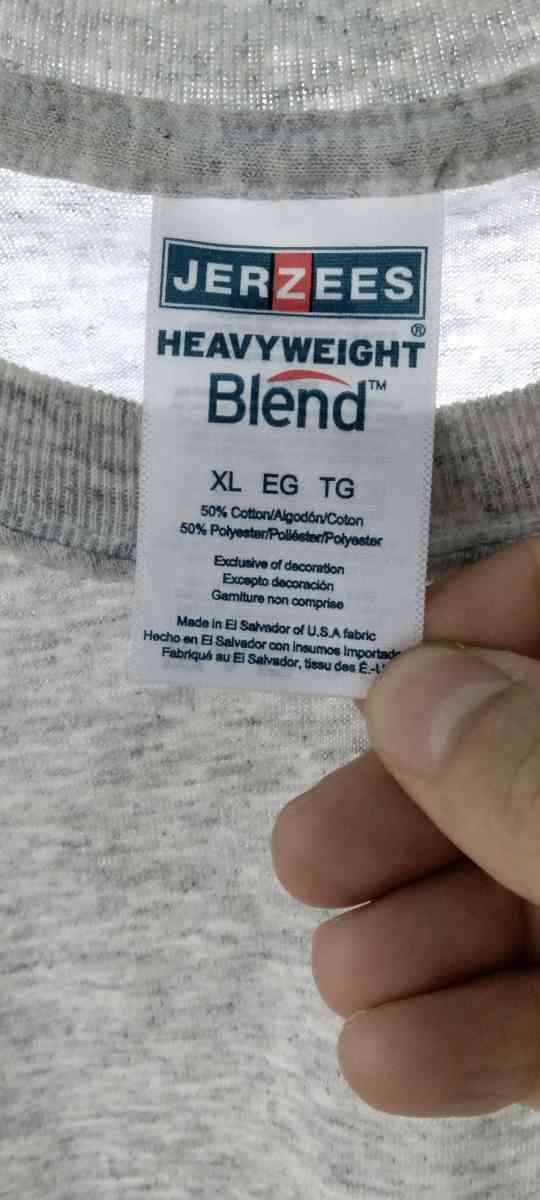 JERZEES®
HEAVYWEIGHT
Blend™
XL EG TG
50% Cotton/Algodón/Coton
50% Polyester/Poliéster/Polyester
Exclusive of decoration
Excepto decoración
Garniture non comprise
Made in El Salvador of U.S.A fabric
Hecho en El Salvador con insumos
Fabriqué au El Salvador, tissu des